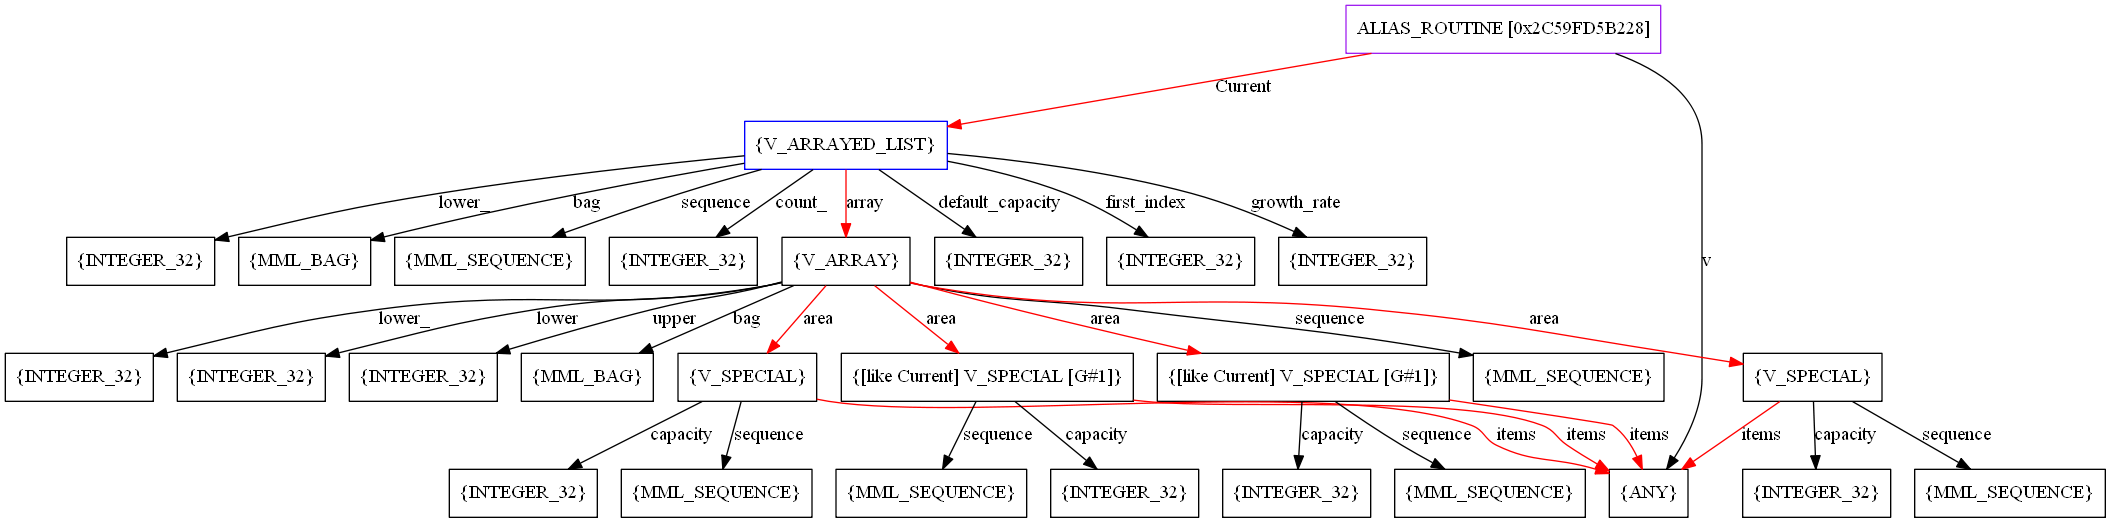 ALIAS_ROUTINE [0x2C59FD5B228]
Current
{V_ARRAYED_LIST}
lower_
bag
sequence
count_
array
default_capacity
first_index
growth_rate
{INTEGER_32}
{MML_BAG}
{MML_SEQUENCE}
{INTEGER_32}
{V_ARRAY}
{INTEGER_32}
{INTEGER_32}
{INTEGER_32}
v
lower_
lower
upper
bag
area
area
area
sequence
area
{INTEGER_32}
{INTEGER_32}
{INTEGER_32}
{MML_BAG}
{V_SPECIAL}
{[like Current] V_SPECIAL [G#1]}
{[like Current] V_SPECIAL [G#1]}
{MML_SEQUENCE}
{V_SPECIAL}
capacity
sequence
sequence
capacity
capacity
sequence
items
items
items
items
capacity
sequence
{INTEGER_32}
{MML_SEQUENCE}
{MML_SEQUENCE}
{INTEGER_32}
{INTEGER_32}
{MML_SEQUENCE}
{ANY}
{INTEGER_32}
{MML_SEQUENCE}